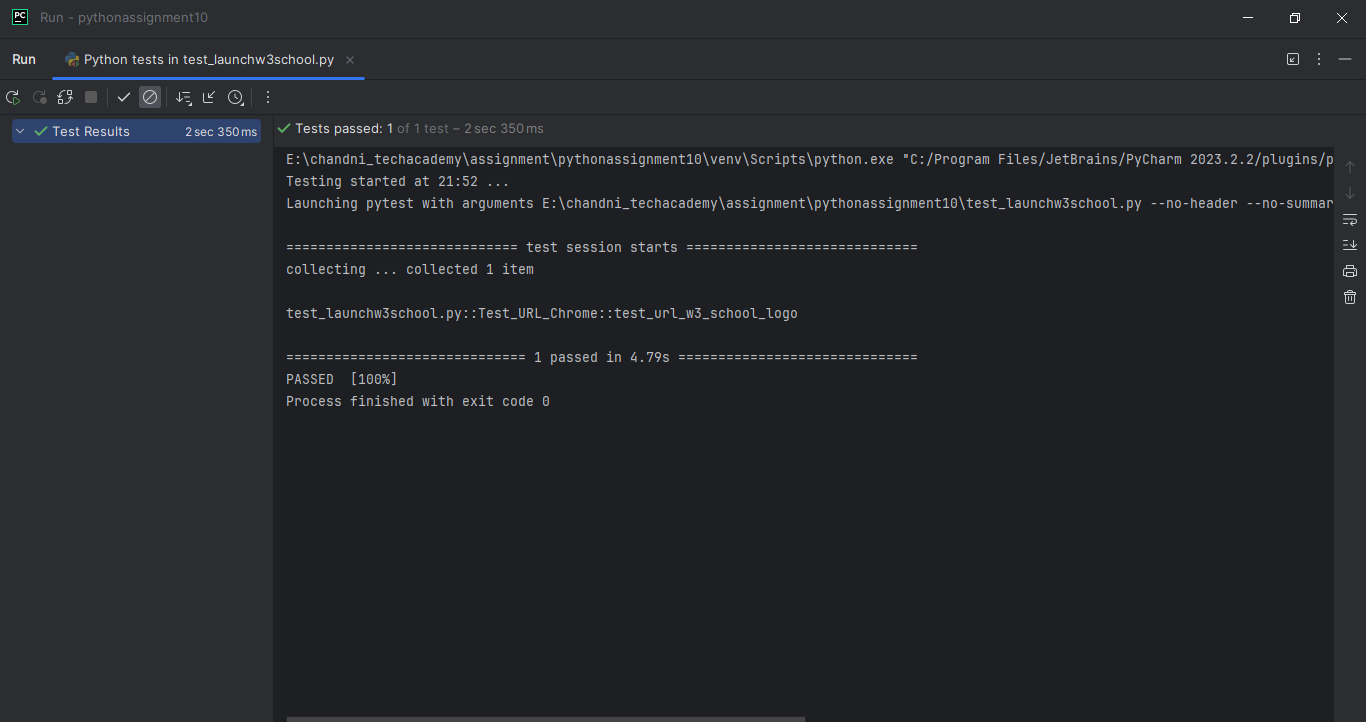 PC Run - pythonassignment10
Run Python tests in test_launchw3school.py
Test Results 2 sec 350 ms
Tests passed: 1 of 1 test – 2 sec 350 ms
E:\chandni_techacademy\assignment\pythonassignment10\venv\Scripts\python.exe "C:/Program Files/JetBrains/PyCharm 2023.2.2/plugins/p
Testing started at 21:52 ...
Launching pytest with arguments E:\chandni_techacademy\assignment\pythonassignment10\test_launchw3school.py --no-header --no-summar
============================= test session starts =============================
collecting ... collected 1 item
test_launchw3school.py::Test_URL_Chrome::test_url_w3_school_logo
============================== 1 passed in 4.79s ==============================
PASSED  [100%]
Process finished with exit code 0